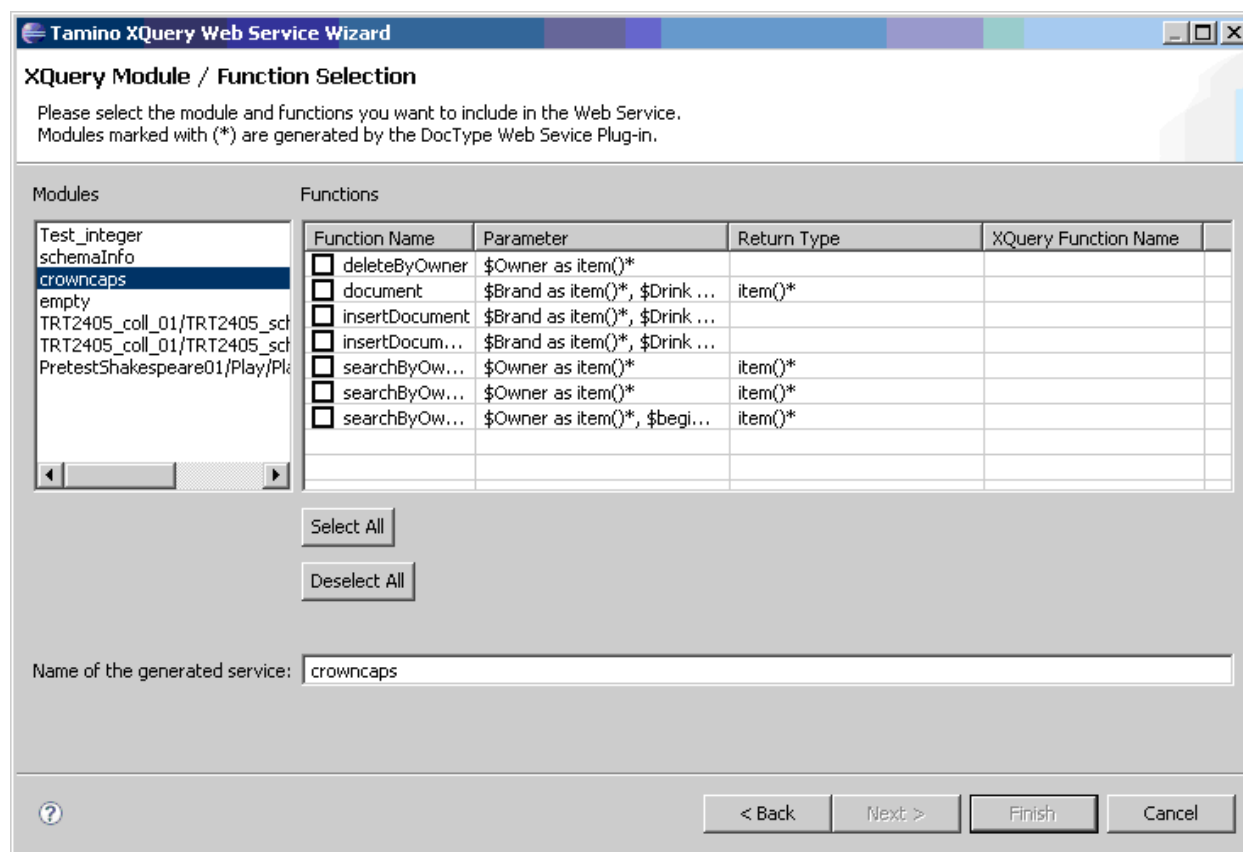 Tamino XQuery Web Service Wizard
XQuery Module / Function Selection
Please select the module and functions you want to include in the Web Service.
Modules marked with (*) are generated by the DocType Web Sevice Plug-in.
Modules
Functions
Test_integer
schemaInfo
crowncaps
empty
TRT2405_coll_01/TRT2405_sch
TRT2405_coll_01/TRT2405_sch
PretestShakespeare01/Play/Pla
Function Name Parameter Return Type XQuery Function Name
deleteByOwner $Owner as item()*
document $Brand as item()*, $Drink ... item()*
insertDocument $Brand as item()*, $Drink ...
insertDocum... $Brand as item()*, $Drink ...
searchByOw... $Owner as item()* item()*
searchByOw... $Owner as item()* item()*
searchByOw... $Owner as item()*, $begi... item()*
Select All
Deselect All
Name of the generated service: crowncaps
< Back Next > Finish Cancel